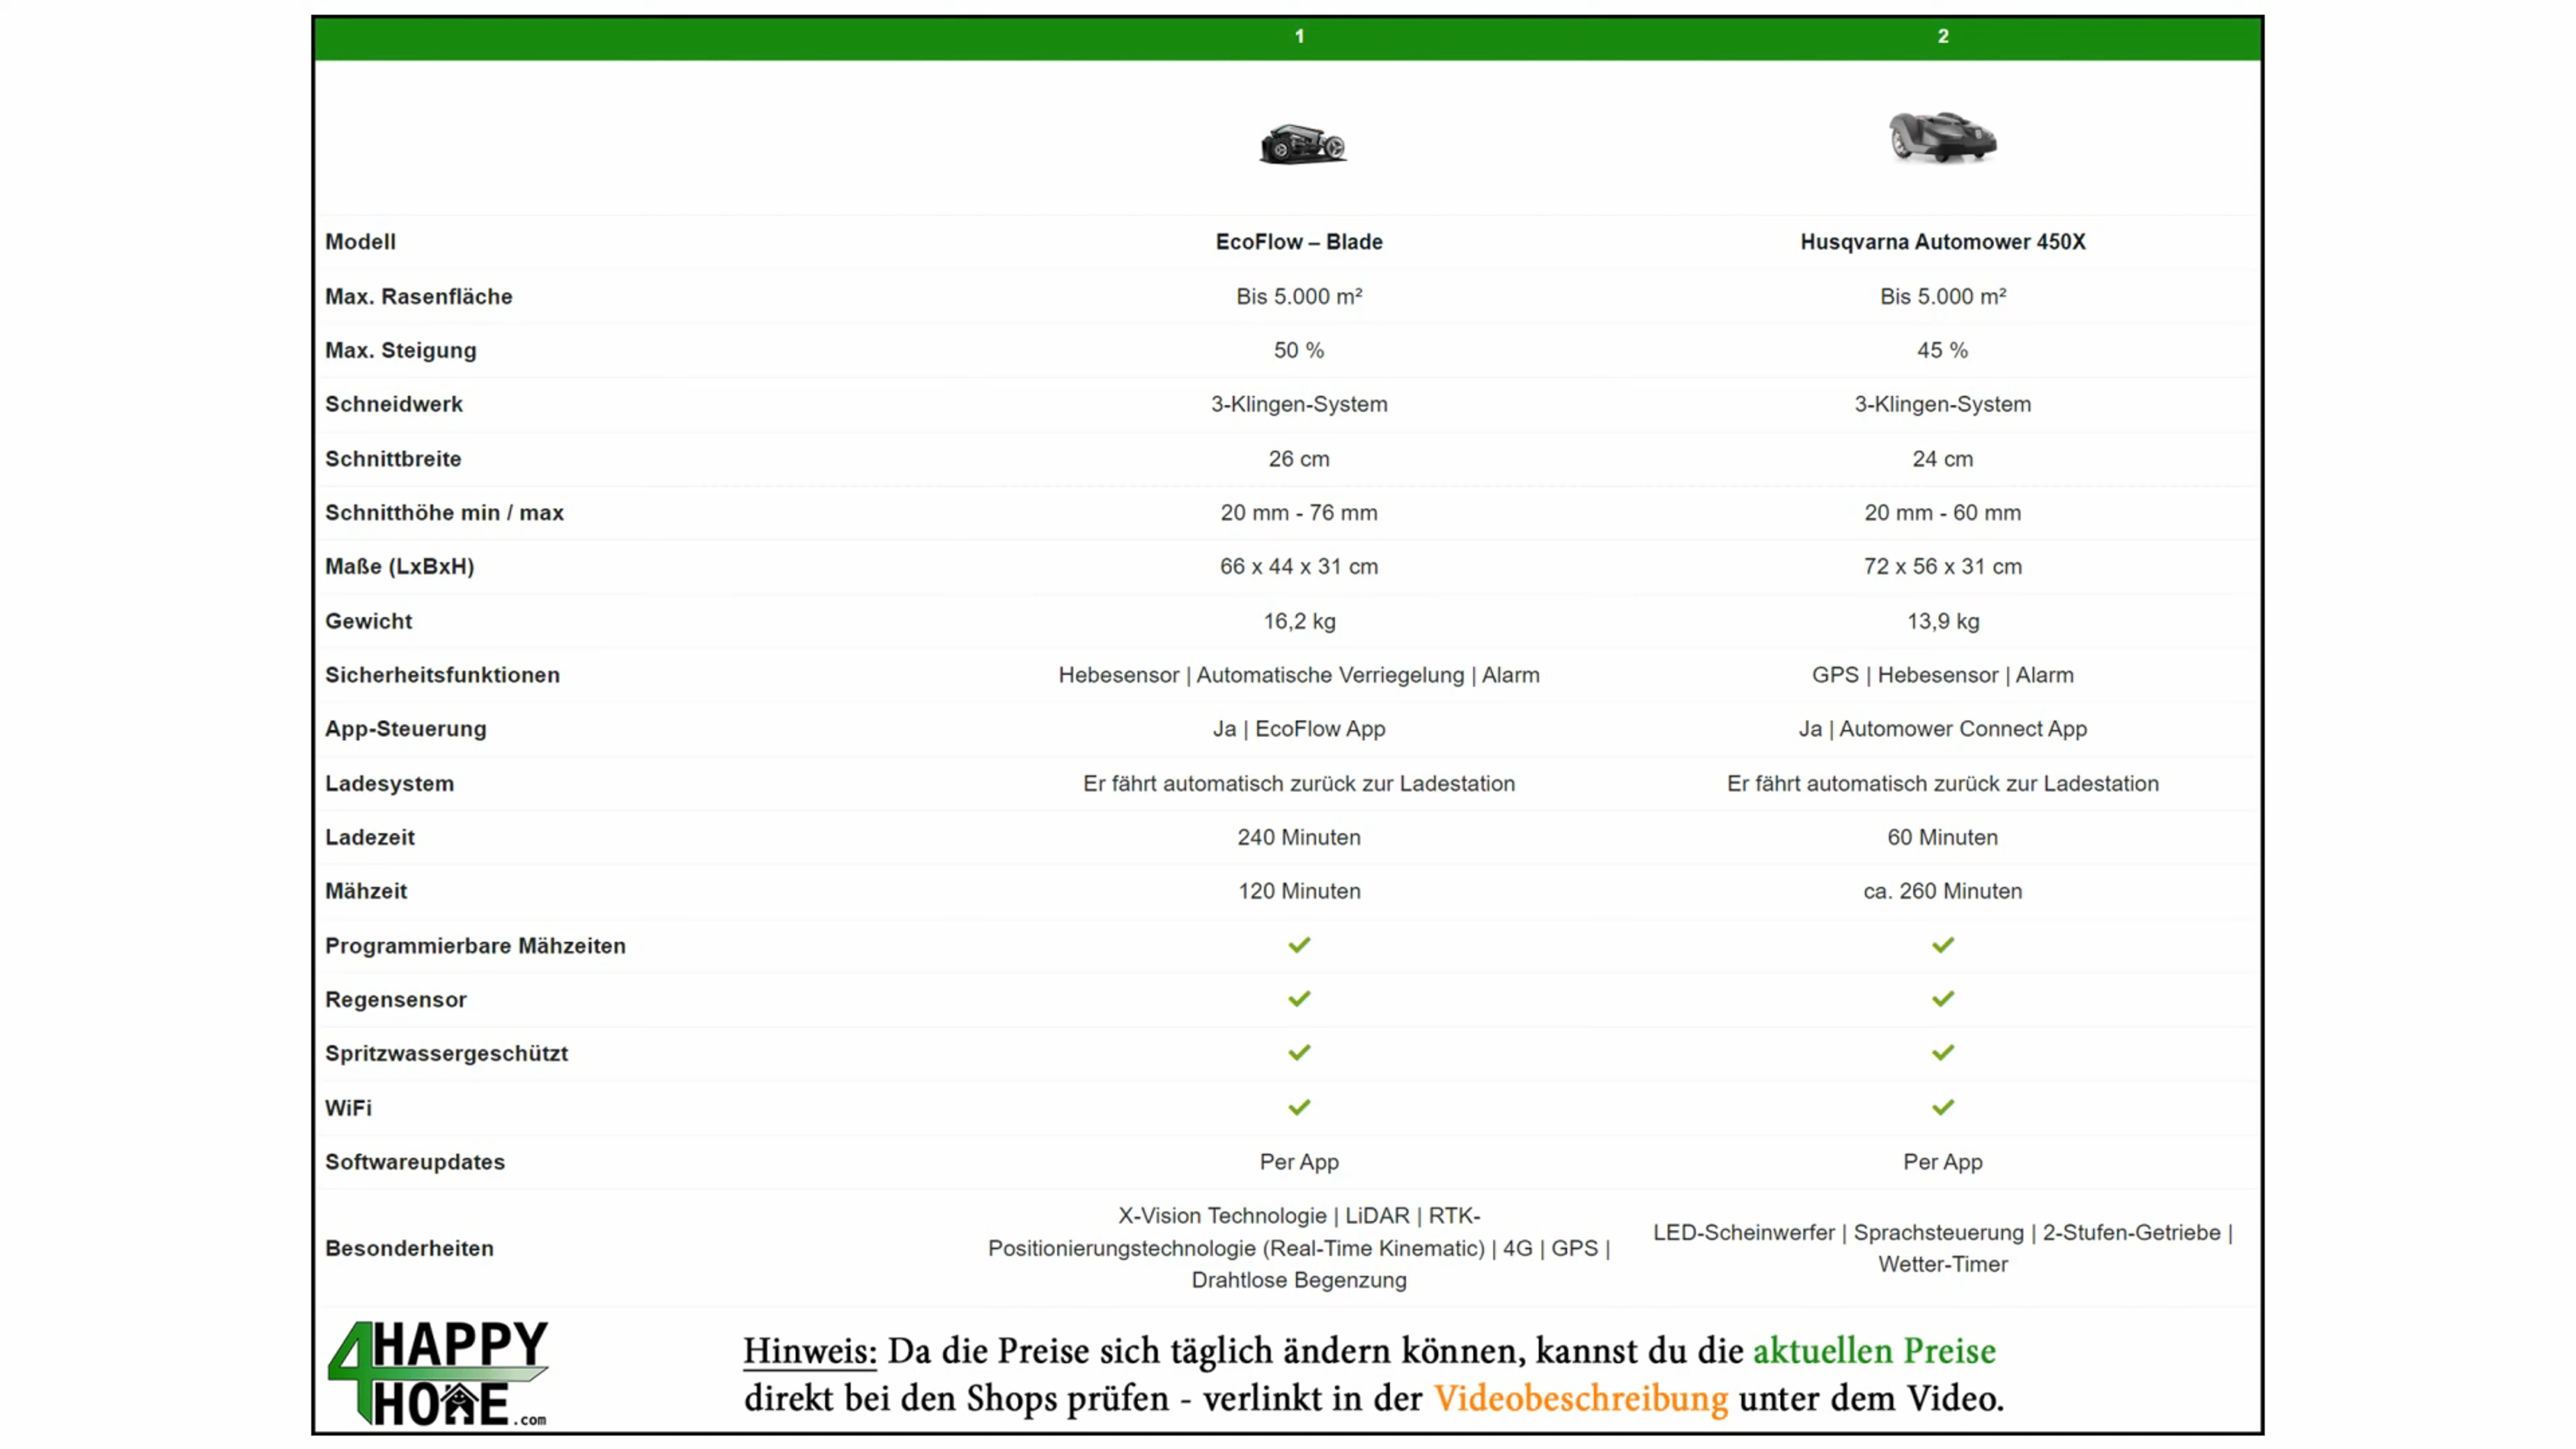 1 2
Modell EcoFlow – Blade Husqvarna Automower 450X
Max. Rasenfläche Bis 5.000 m² Bis 5.000 m²
Max. Steigung 50 % 45 %
Schneidwerk 3-Klingen-System 3-Klingen-System
Schnittbreite 26 cm 24 cm
Schnitthöhe min / max 20 mm - 76 mm 20 mm - 60 mm
Maße (LxBxH) 66 x 44 x 31 cm 72 x 56 x 31 cm
Gewicht 16,2 kg 13,9 kg
Sicherheitsfunktionen Hebesensor | Automatische Verriegelung | Alarm GPS | Hebesensor | Alarm
App-Steuerung Ja | EcoFlow App Ja | Automower Connect App
Ladesystem Er fährt automatisch zurück zur Ladestation Er fährt automatisch zurück zur Ladestation
Ladezeit 240 Minuten 60 Minuten
Mähzeit 120 Minuten ca. 260 Minuten
Programmierbare Mähzeiten ✓ ✓
Regensensor ✓ ✓
Spritzwassergeschützt ✓ ✓
WiFi ✓ ✓
Softwareupdates Per App Per App
Besonderheiten
X-Vision Technologie | LiDAR | RTK-
Positionierungstechnologie (Real-Time Kinematic) | 4G | GPS |
Drahtlose Begenzung
LED-Scheinwerfer | Sprachsteuerung | 2-Stufen-Getriebe |
Wetter-Timer
4HAPPY
HOME.com
Hinweis: Da die Preise sich täglich ändern können, kannst du die aktuellen Preise
direkt bei den Shops prüfen - verlinkt in der Videobeschreibung unter dem Video.